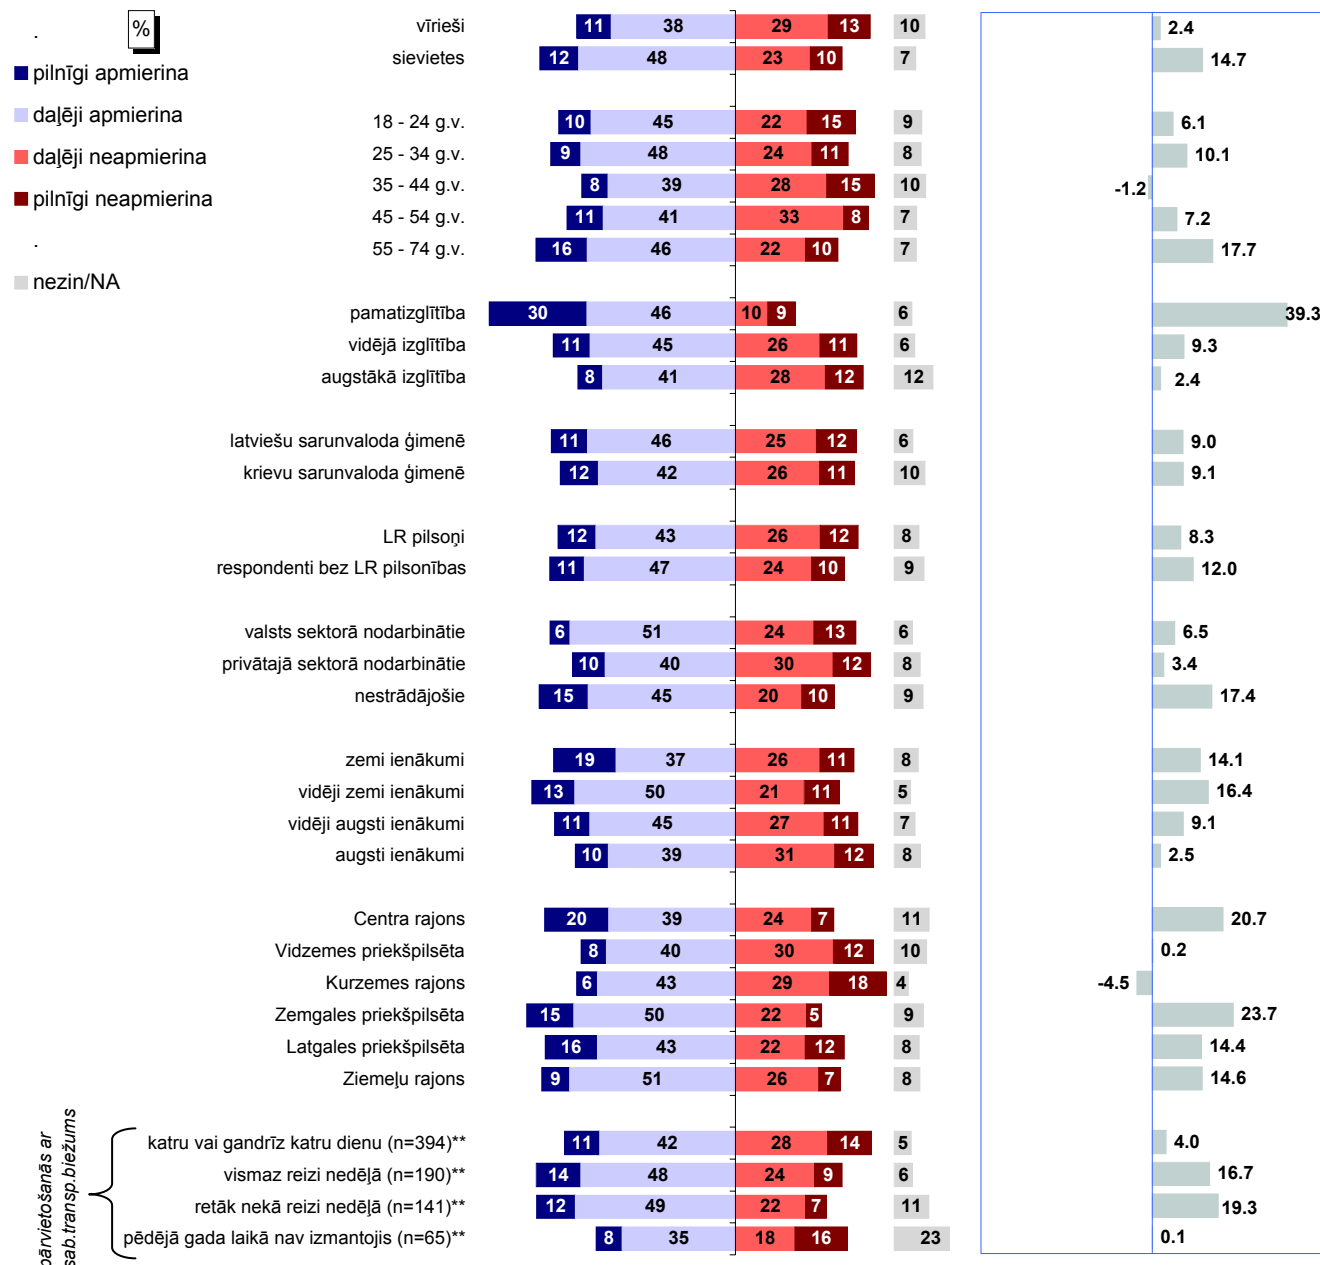 .
%
pilnīgi apmierina
daļēji apmierina
daļēji neapmierina
pilnīgi neapmierina
.
nezin/NA
vīrieši 11 38 29 13 10 2.4
sievietes 12 48 23 10 7 14.7
18 - 24 g.v. 10 45 22 15 9 6.1
25 - 34 g.v. 9 48 24 11 8 10.1
35 - 44 g.v. 8 39 28 15 10 -1.2
45 - 54 g.v. 11 41 33 8 7 7.2
55 - 74 g.v. 16 46 22 10 7 17.7
pamatizglītība 30 46 10 9 6 39.3
vidējā izglītība 11 45 26 11 6 9.3
augstākā izglītība 8 41 28 12 12 2.4
latviešu sarunvaloda ģimenē 11 46 25 12 6 9.0
krievu sarunvaloda ģimenē 12 42 26 11 10 9.1
LR pilsoņi 12 43 26 12 8 8.3
respondenti bez LR pilsonības 11 47 24 10 9 12.0
valsts sektorā nodarbinātie 6 51 24 13 6 6.5
privātajā sektorā nodarbinātie 10 40 30 12 8 3.4
nestrādājošie 15 45 20 10 9 17.4
zemi ienākumi 19 37 26 11 8 14.1
vidēji zemi ienākumi 13 50 21 11 5 16.4
vidēji augsti ienākumi 11 45 27 11 7 9.1
augsti ienākumi 10 39 31 12 8 2.5
Centra rajons 20 39 24 7 11 20.7
Vidzemes priekšpilsēta 8 40 30 12 10 0.2
Kurzemes rajons 6 43 29 18 4 -4.5
Zemgales priekšpilsēta 15 50 22 5 9 23.7
Latgales priekšpilsēta 16 43 22 12 8 14.4
Ziemeļu rajons 9 51 26 7 8 14.6
pārvietošanās ar
sab.transp.biežums
katru vai gandrīz katru dienu (n=394)** 11 42 28 14 5 4.0
vismaz reizi nedēļā (n=190)** 14 48 24 9 6 16.7
retāk nekā reizi nedēļā (n=141)** 12 49 22 7 11 19.3
pēdējā gada laikā nav izmantojis (n=65)** 8 35 18 16 23 0.1